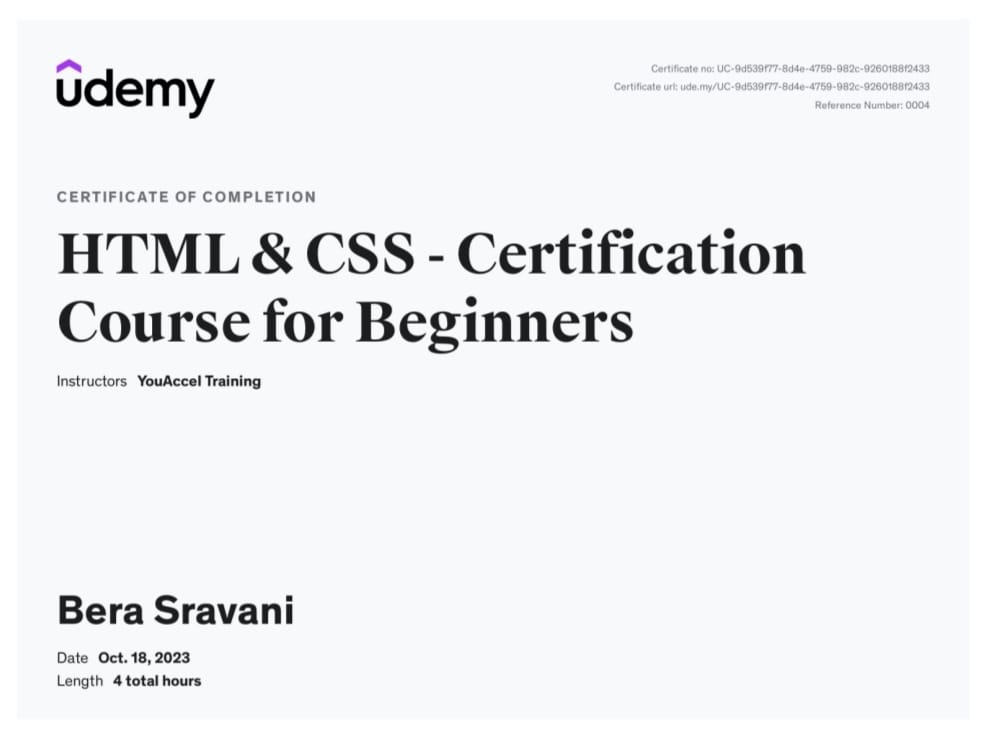 udemy
Certificate no: UC-9d539f77-8d4e-4759-982c-9260188f2433
Certificate url: ude.my/UC-9d539f77-8d4e-4759-982c-9260188f2433
Reference Number: 0004
CERTIFICATE OF COMPLETION
HTML & CSS - Certification
Course for Beginners
Instructors YouAccel Training
Bera Sravani
Date Oct. 18, 2023
Length 4 total hours